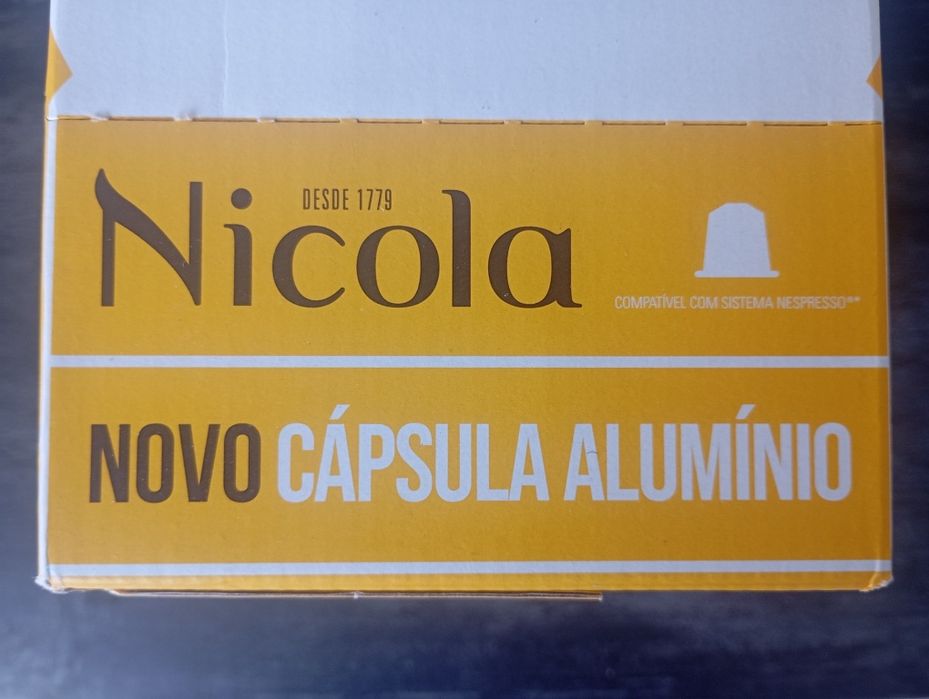 DESDE 1779
Nicola
COMPATÍVEL COM SISTEMA NESPRESSO®*
NOVO CÁPSULA ALUMÍNIO